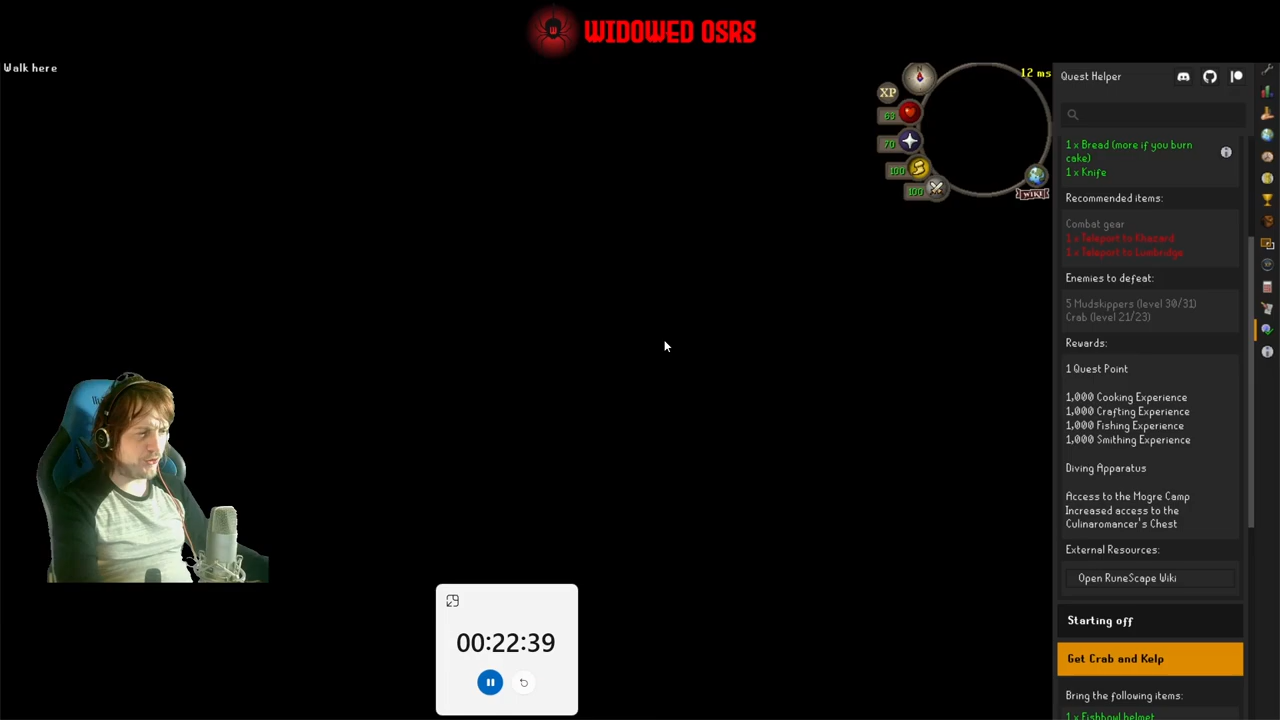 WIDOWED OSRS
Walk here
12 ms
N
XP
63
70
100
100
WIKI
Quest Helper
1 x Bread (more if you burn
cake)
1 x Knife
Recommended items:
Combat gear
1 x Teleport to Khazard
1 x Teleport to Lumbridge
Enemies to defeat:
5 Mudskippers (level 30/31)
Crab (level 21/23)
Rewards:
1 Quest Point
1,000 Cooking Experience
1,000 Crafting Experience
1,000 Fishing Experience
1,000 Smithing Experience
Diving Apparatus
Access to the Mogre Camp
Increased access to the
Culinaromancer's Chest
External Resources:
Open RuneScape Wiki
Starting off
Get Crab and Kelp
Bring the following items:
1 x Fishbowl helmet
00:22:39